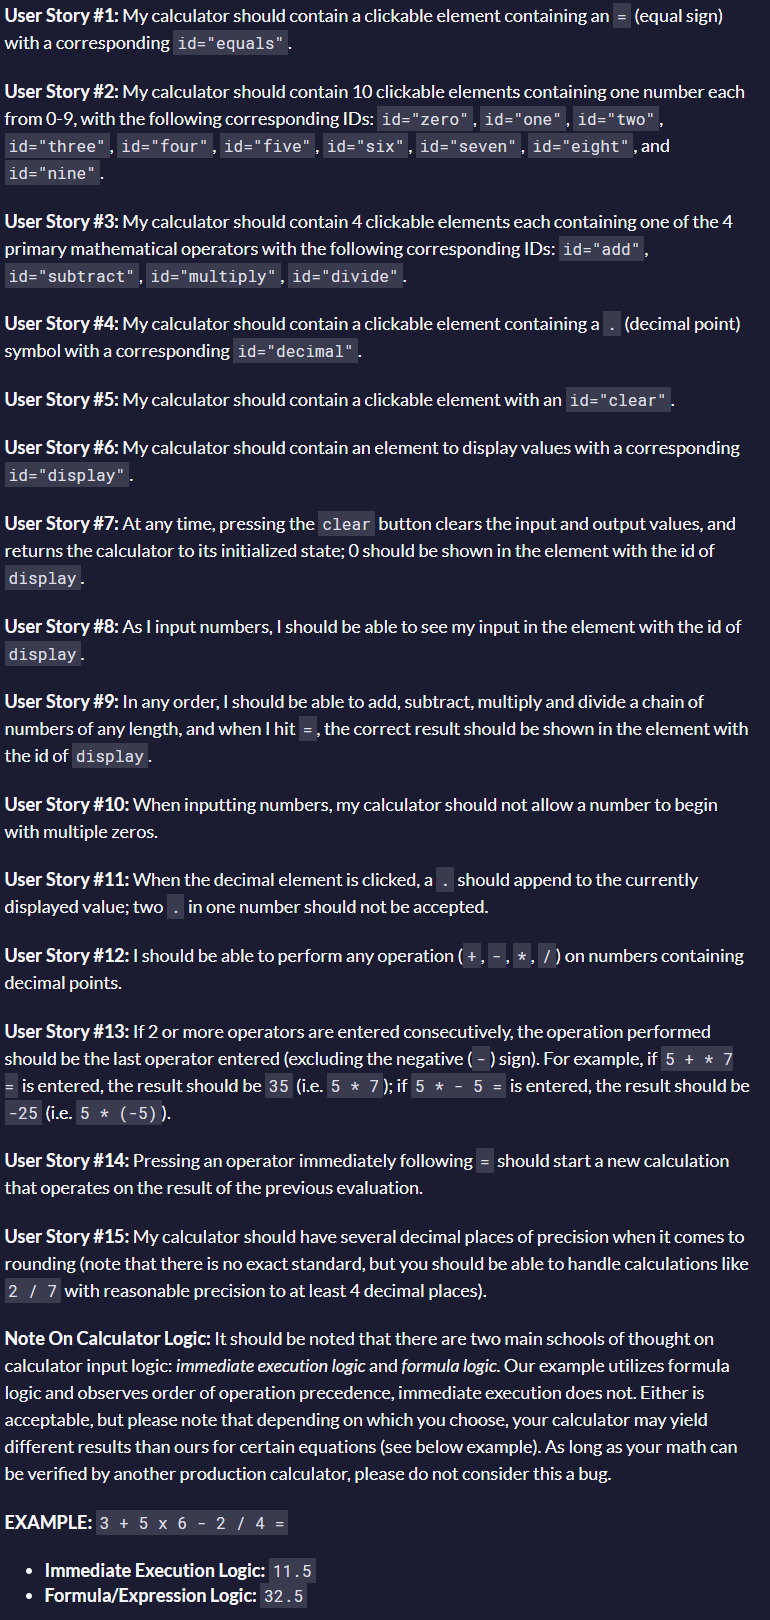 User Story #1: My calculator should contain a clickable element containing an = (equal sign)
with a corresponding id="equals".
User Story #2: My calculator should contain 10 clickable elements containing one number each
from 0-9, with the following corresponding IDs: id="zero", id="one", id="two",
id="three", id="four", id="five", id="six", id="seven", id="eight", and
id="nine".
User Story #3: My calculator should contain 4 clickable elements each containing one of the 4
primary mathematical operators with the following corresponding IDs: id="add",
id="subtract", id="multiply", id="divide".
User Story #4: My calculator should contain a clickable element containing a . (decimal point)
symbol with a corresponding id="decimal".
User Story #5: My calculator should contain a clickable element with an id="clear".
User Story #6: My calculator should contain an element to display values with a corresponding
id="display".
User Story #7: At any time, pressing the clear button clears the input and output values, and
returns the calculator to its initialized state; 0 should be shown in the element with the id of
display.
User Story #8: As I input numbers, I should be able to see my input in the element with the id of
display.
User Story #9: In any order, I should be able to add, subtract, multiply and divide a chain of
numbers of any length, and when I hit =, the correct result should be shown in the element with
the id of display.
User Story #10: When inputting numbers, my calculator should not allow a number to begin
with multiple zeros.
User Story #11: When the decimal element is clicked, a . should append to the currently
displayed value; two . in one number should not be accepted.
User Story #12: I should be able to perform any operation (+, -, *, /) on numbers containing
decimal points.
User Story #13: If 2 or more operators are entered consecutively, the operation performed
should be the last operator entered (excluding the negative (-) sign). For example, if 5 + * 7
= is entered, the result should be 35 (i.e. 5 * 7); if 5 * - 5 = is entered, the result should be
-25 (i.e. 5 * (-5)).
User Story #14: Pressing an operator immediately following = should start a new calculation
that operates on the result of the previous evaluation.
User Story #15: My calculator should have several decimal places of precision when it comes to
rounding (note that there is no exact standard, but you should be able to handle calculations like
2 / 7 with reasonable precision to at least 4 decimal places).
Note On Calculator Logic: It should be noted that there are two main schools of thought on
calculator input logic: immediate execution logic and formula logic. Our example utilizes formula
logic and observes order of operation precedence, immediate execution does not. Either is
acceptable, but please note that depending on which you choose, your calculator may yield
different results than ours for certain equations (see below example). As long as your math can
be verified by another production calculator, please do not consider this a bug.
EXAMPLE: 3 + 5 x 6 - 2 / 4 =
• Immediate Execution Logic: 11.5
• Formula/Expression Logic: 32.5